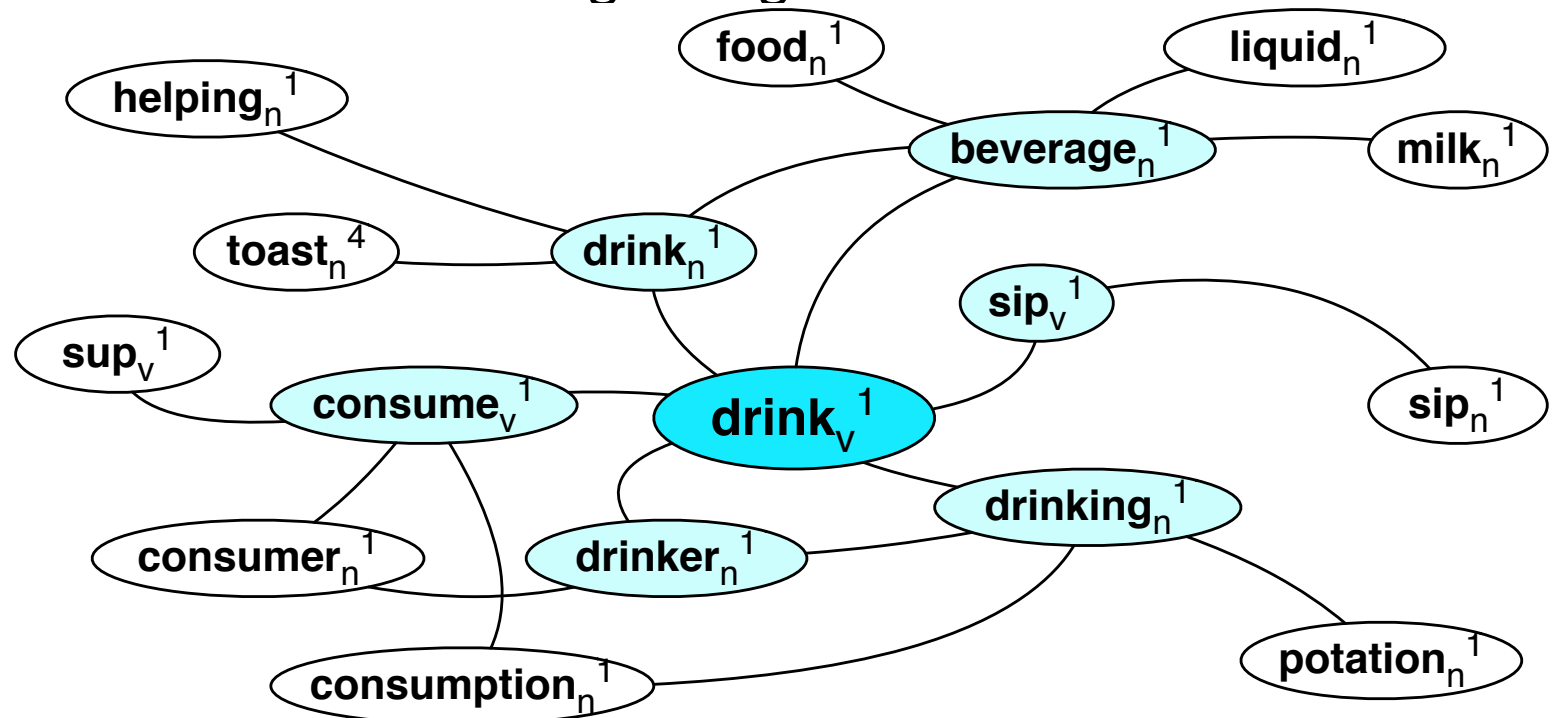 food_n^1
liquid_n^1
helping_n^1
beverage_n^1
milk_n^1
toast_n^4
drink_n^1
sip_v^1
sup_v^1
consume_v^1
drink_v^1
sip_n^1
drinking_n^1
consumer_n^1
drinker_n^1
consumption_n^1
potation_n^1